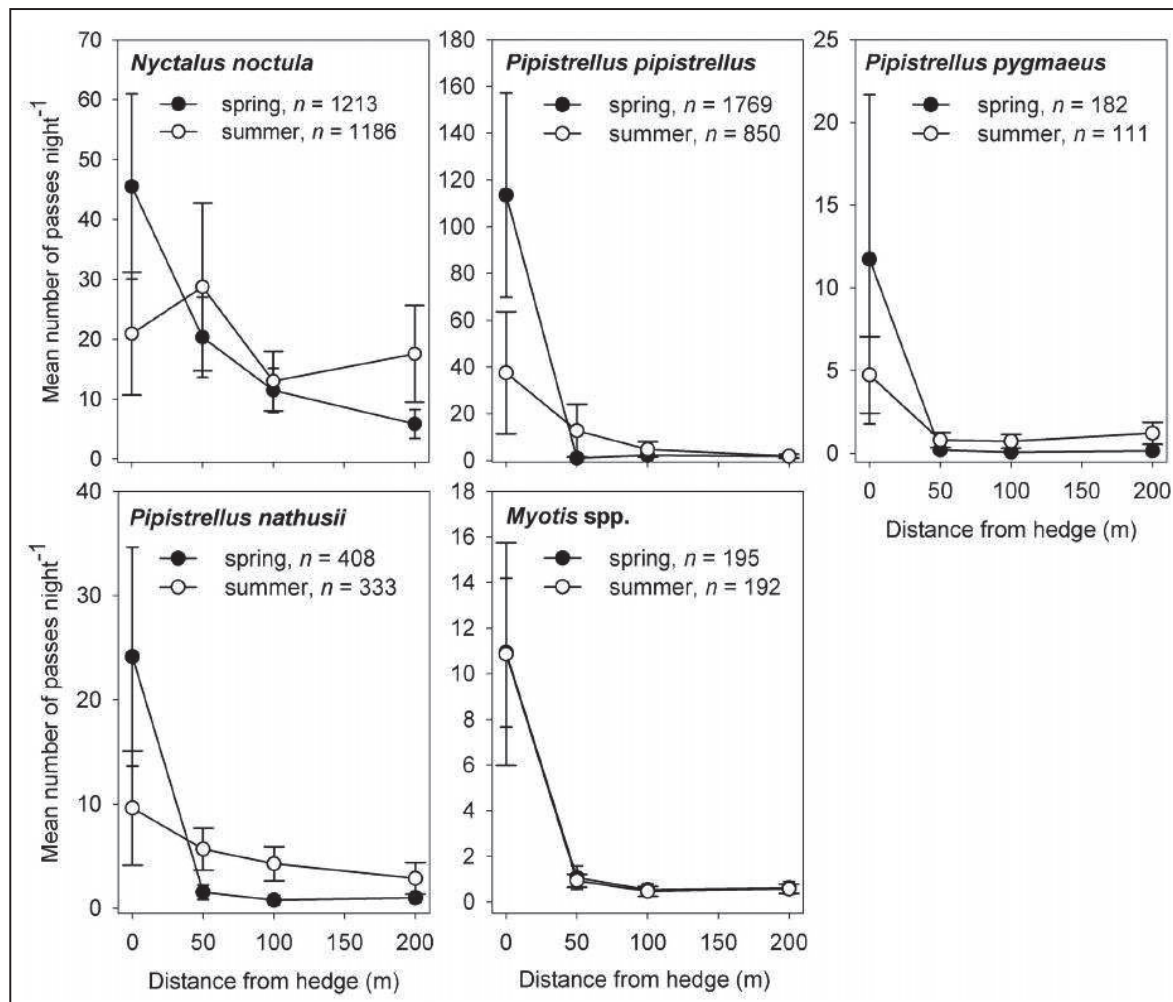 Nyctalus noctula
spring, n = 1213
summer, n = 1186
Mean number of passes night-1
70
60
50
40
30
20
10
0
Pipistrellus pipistrellus
spring, n = 1769
summer, n = 850
180
160
140
120
100
80
60
40
20
0
Pipistrellus pygmaeus
spring, n = 182
summer, n = 111
25
20
15
10
5
0
0 50 100 150 200
Distance from hedge (m)
Pipistrellus nathusii
spring, n = 408
summer, n = 333
Mean number of passes night-1
40
30
20
10
0
0 50 100 150 200
Distance from hedge (m)
Myotis spp.
spring, n = 195
summer, n = 192
18
16
14
12
10
8
6
4
2
0
0 50 100 150 200
Distance from hedge (m)